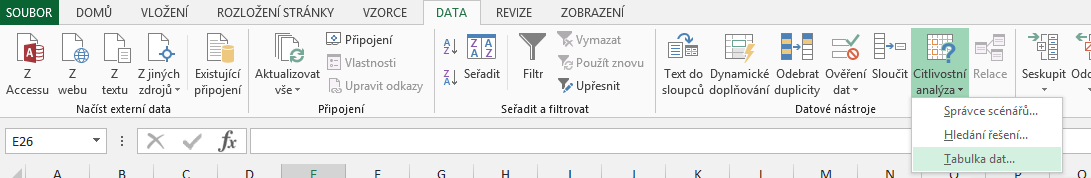 SOUBOR DOMŮ VLOŽENÍ ROZLOŽENÍ STRÁNKY VZORCE DATA REVIZE ZOBRAZENÍ
Z Accessu
Z webu
Z textu
Z jiných zdrojů
Existující připojení
Načíst externí data
Aktualizovat vše
Připojení
Vlastnosti
Upravit odkazy
Připojení
Seřadit
Filtr
Vymazat
Použít znovu
Upřesnit
Seřadit a filtrovat
Text do sloupců
Dynamické doplňování
Odebrat duplicity
Ověření dat
Sloučit
Citlivostní analýza
Relace
Datové nástroje
Seskupit
Správce scénářů...
Hledání řešení...
Tabulka dat...
E26
fx
A B C D E F G H I J K L M N O P